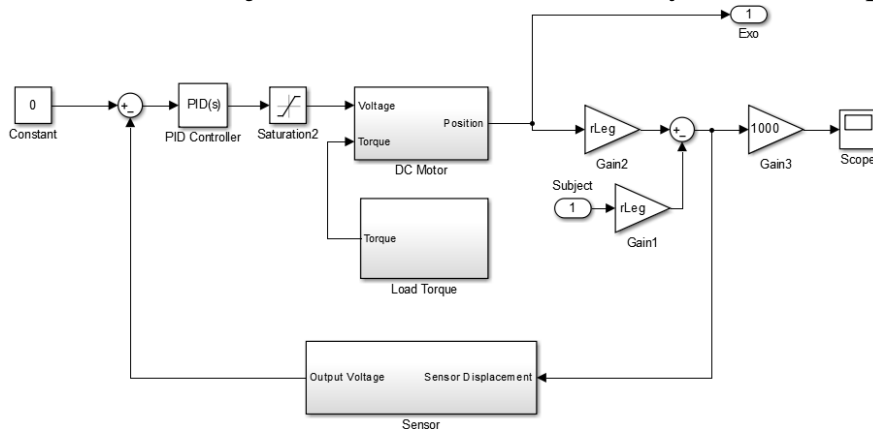 1
Exo
0
Constant
+
−
PID(s)
PID Controller
Saturation2
Voltage
Torque
Position
DC Motor
rLeg
Gain2
+
−
1000
Gain3
Scope
Subject
1
rLeg
Gain1
Torque
Load Torque
Output Voltage
Sensor Displacement
Sensor